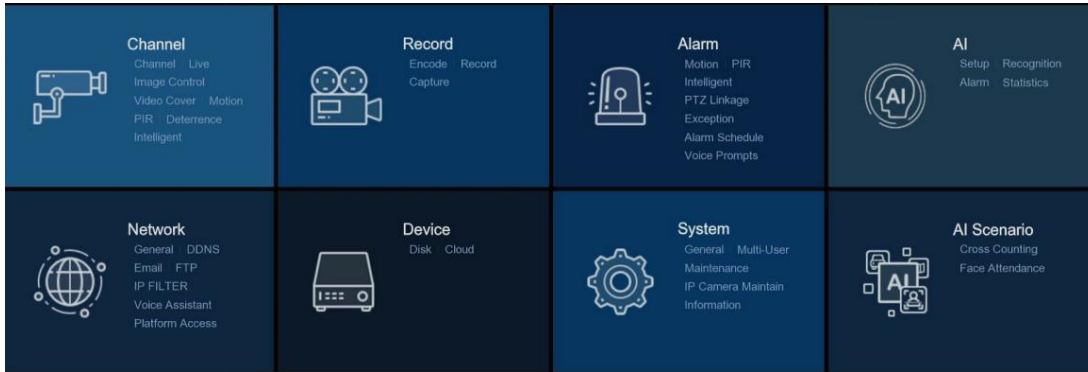 Channel
Channel | Live
Image Control
Video Cover | Motion
PIR | Deterrence
Intelligent
Record
Encode | Record
Capture
Alarm
Motion | PIR
Intelligent
PTZ Linkage
Exception
Alarm Schedule
Voice Prompts
AI
Setup | Recognition
Alarm | Statistics
AI
Network
General | DDNS
Email | FTP
IP FILTER
Voice Assistant
Platform Access
Device
Disk | Cloud
System
General | Multi-User
Maintenance
IP Camera Maintain
Information
AI Scenario
Cross Counting
Face Attendance
AI